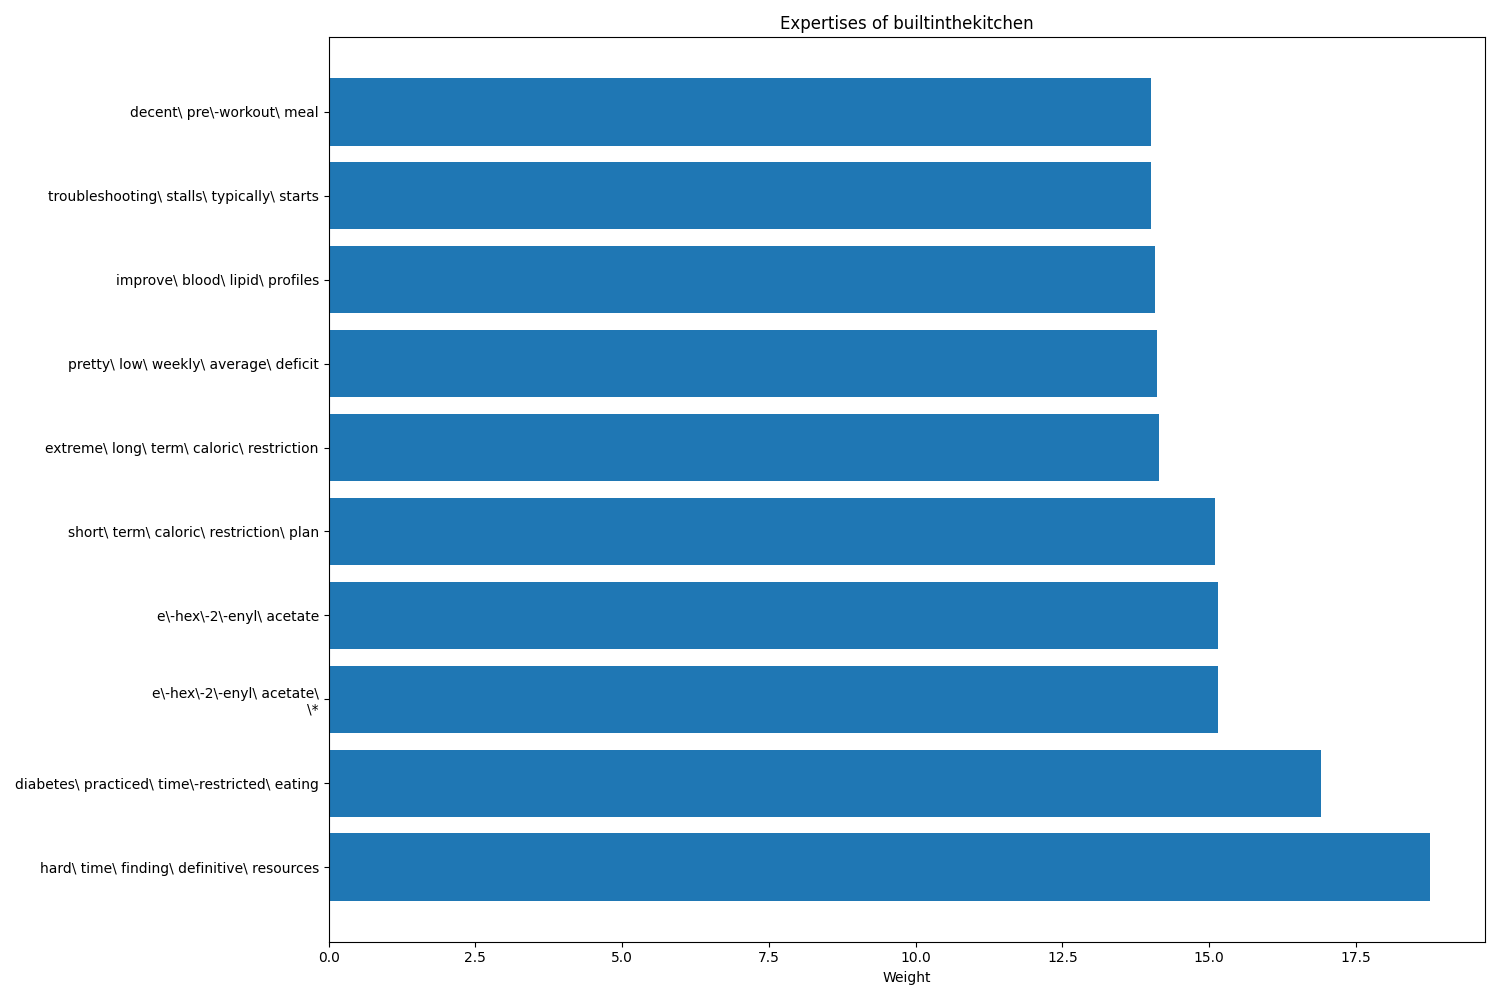 Expertises of builtinthekitchen
decent\ pre\-workout\ meal
troubleshooting\ stalls\ typically\ starts
improve\ blood\ lipid\ profiles
pretty\ low\ weekly\ average\ deficit
extreme\ long\ term\ caloric\ restriction
short\ term\ caloric\ restriction\ plan
e\-hex\-2\-enyl\ acetate
e\-hex\-2\-enyl\ acetate\
\*
diabetes\ practiced\ time\-restricted\ eating
hard\ time\ finding\ definitive\ resources
0.0 2.5 5.0 7.5 10.0 12.5 15.0 17.5
Weight